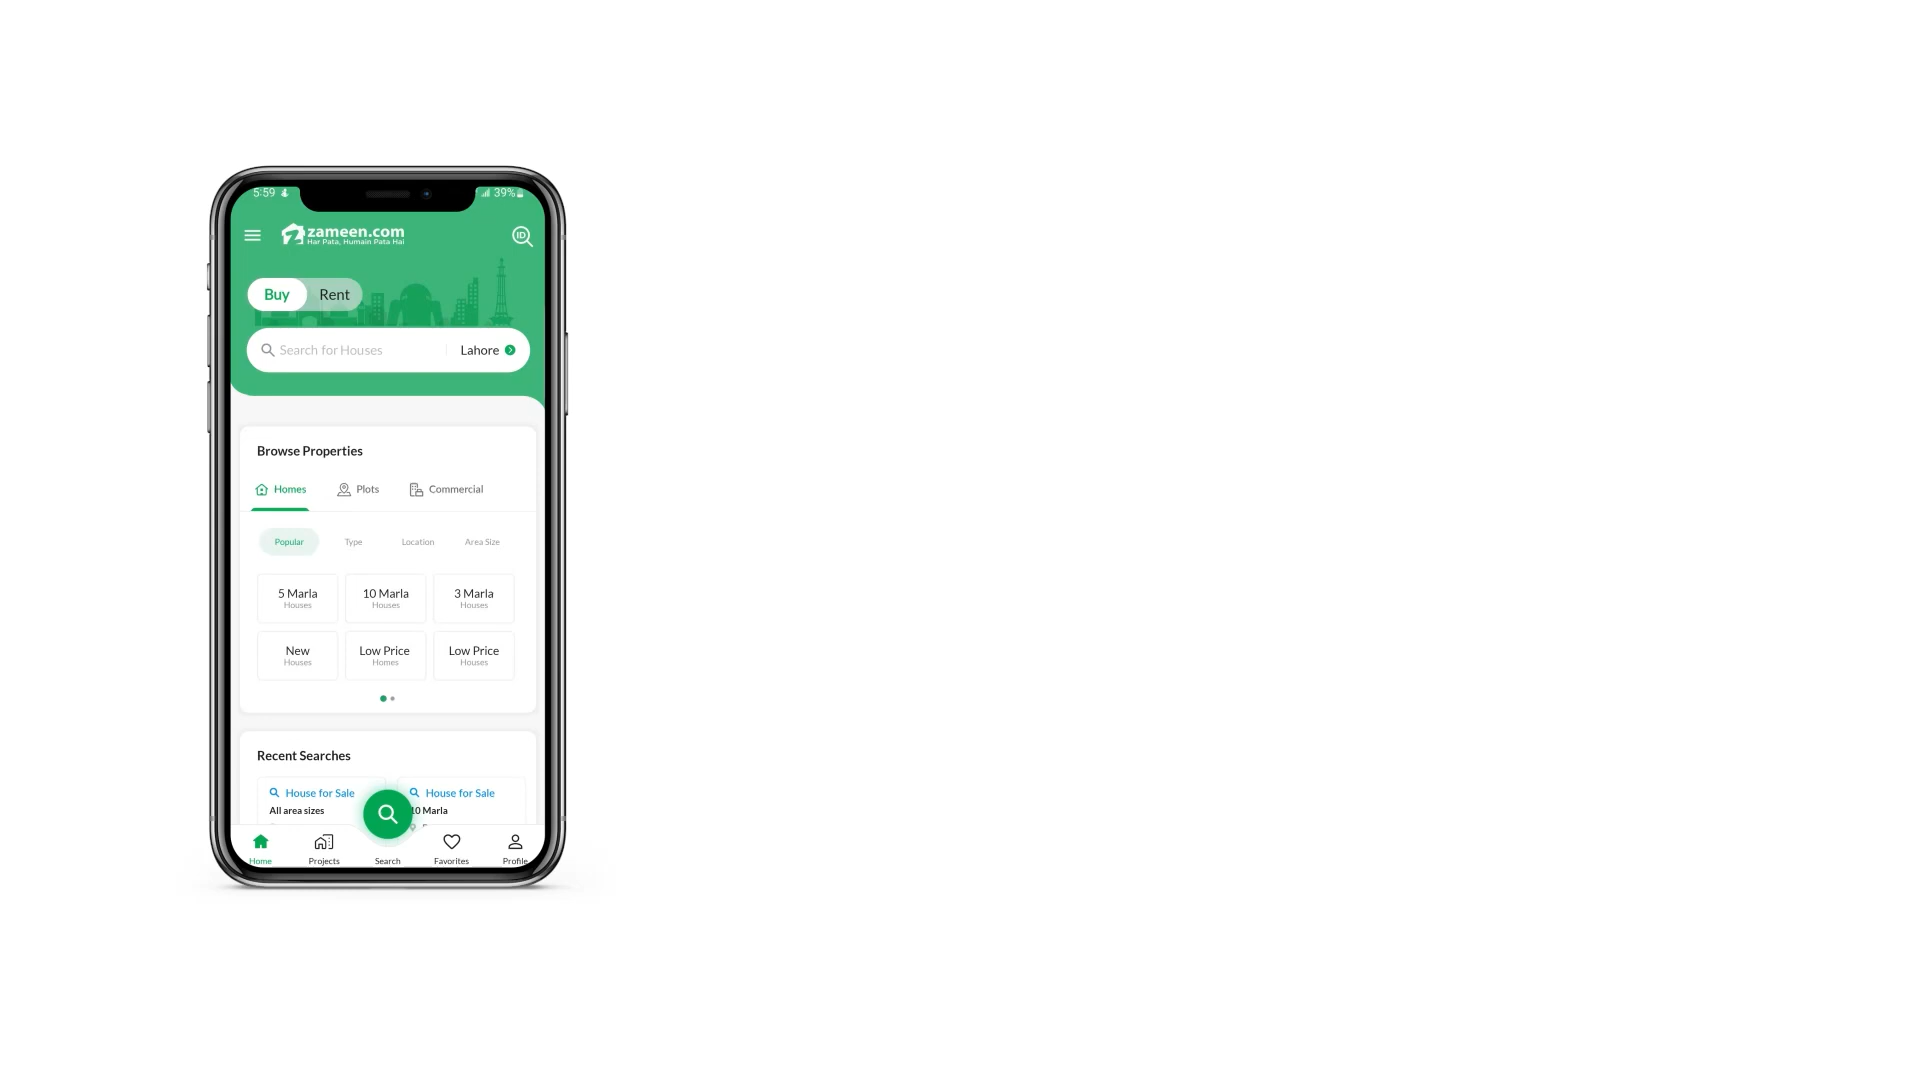 5:59
39%
zameen.com
Har Pata, Humain Pata Hai
ID
Buy Rent
Search for Houses Lahore
Browse Properties
Homes Plots Commercial
Popular Type Location Area Size
5 Marla 10 Marla 3 Marla
Houses Houses Houses
New Low Price Low Price
Houses Homes Houses
Recent Searches
House for Sale House for Sale
All area sizes 10 Marla
Home Projects Search Favorites Profile